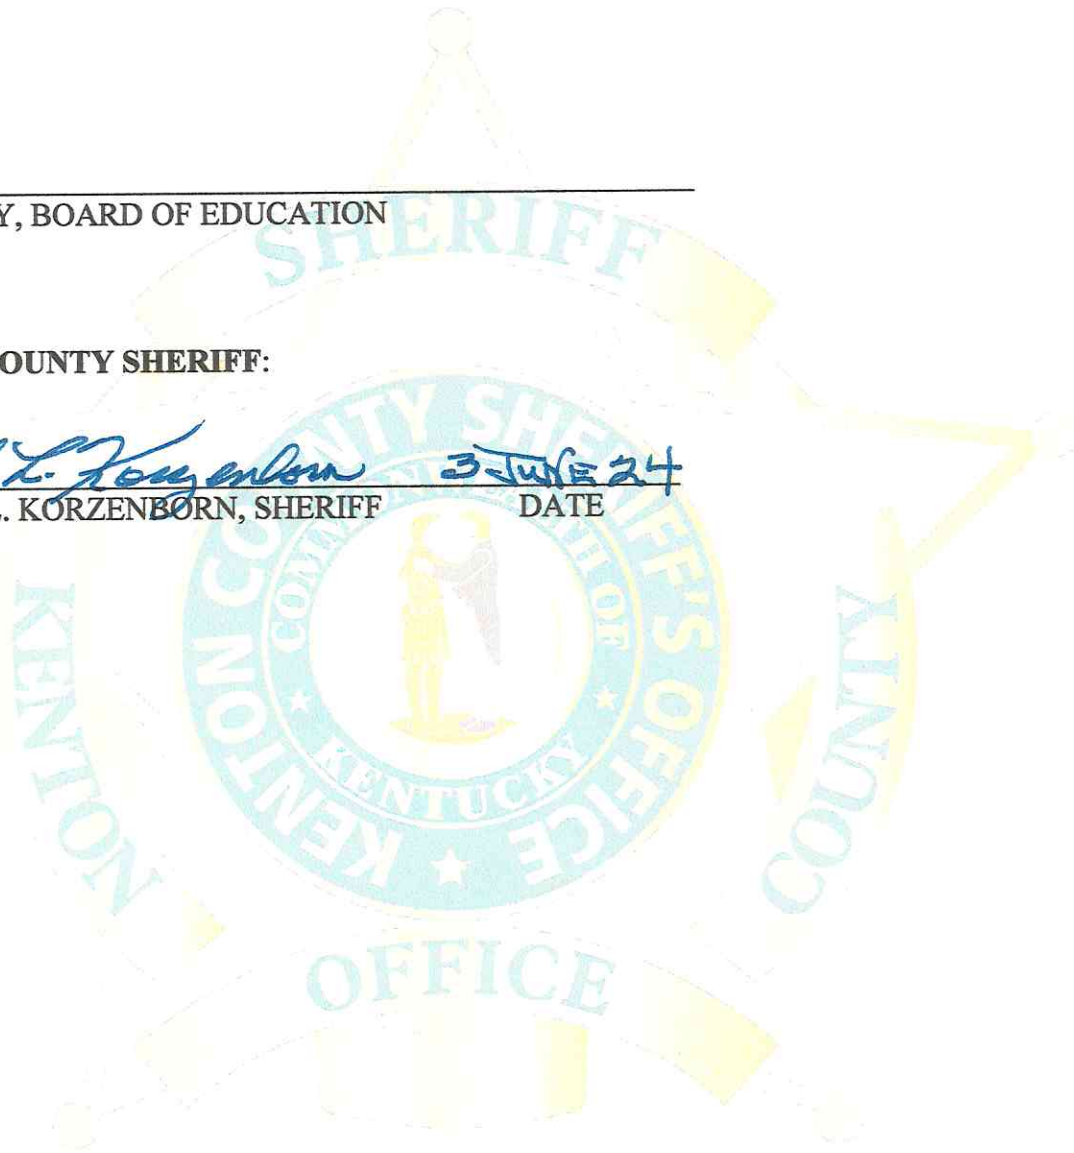 Y, BOARD OF EDUCATION
SHERIFF
OUNTY SHERIFF:
L. Korzenborn 3-JUNE 24
. KORZENBORN, SHERIFF DATE
KENTON COUNTY SHERIFF'S OFFICE
COMMONWEALTH OF
KENTUCKY
KENTON
COUNTY
OFFICE